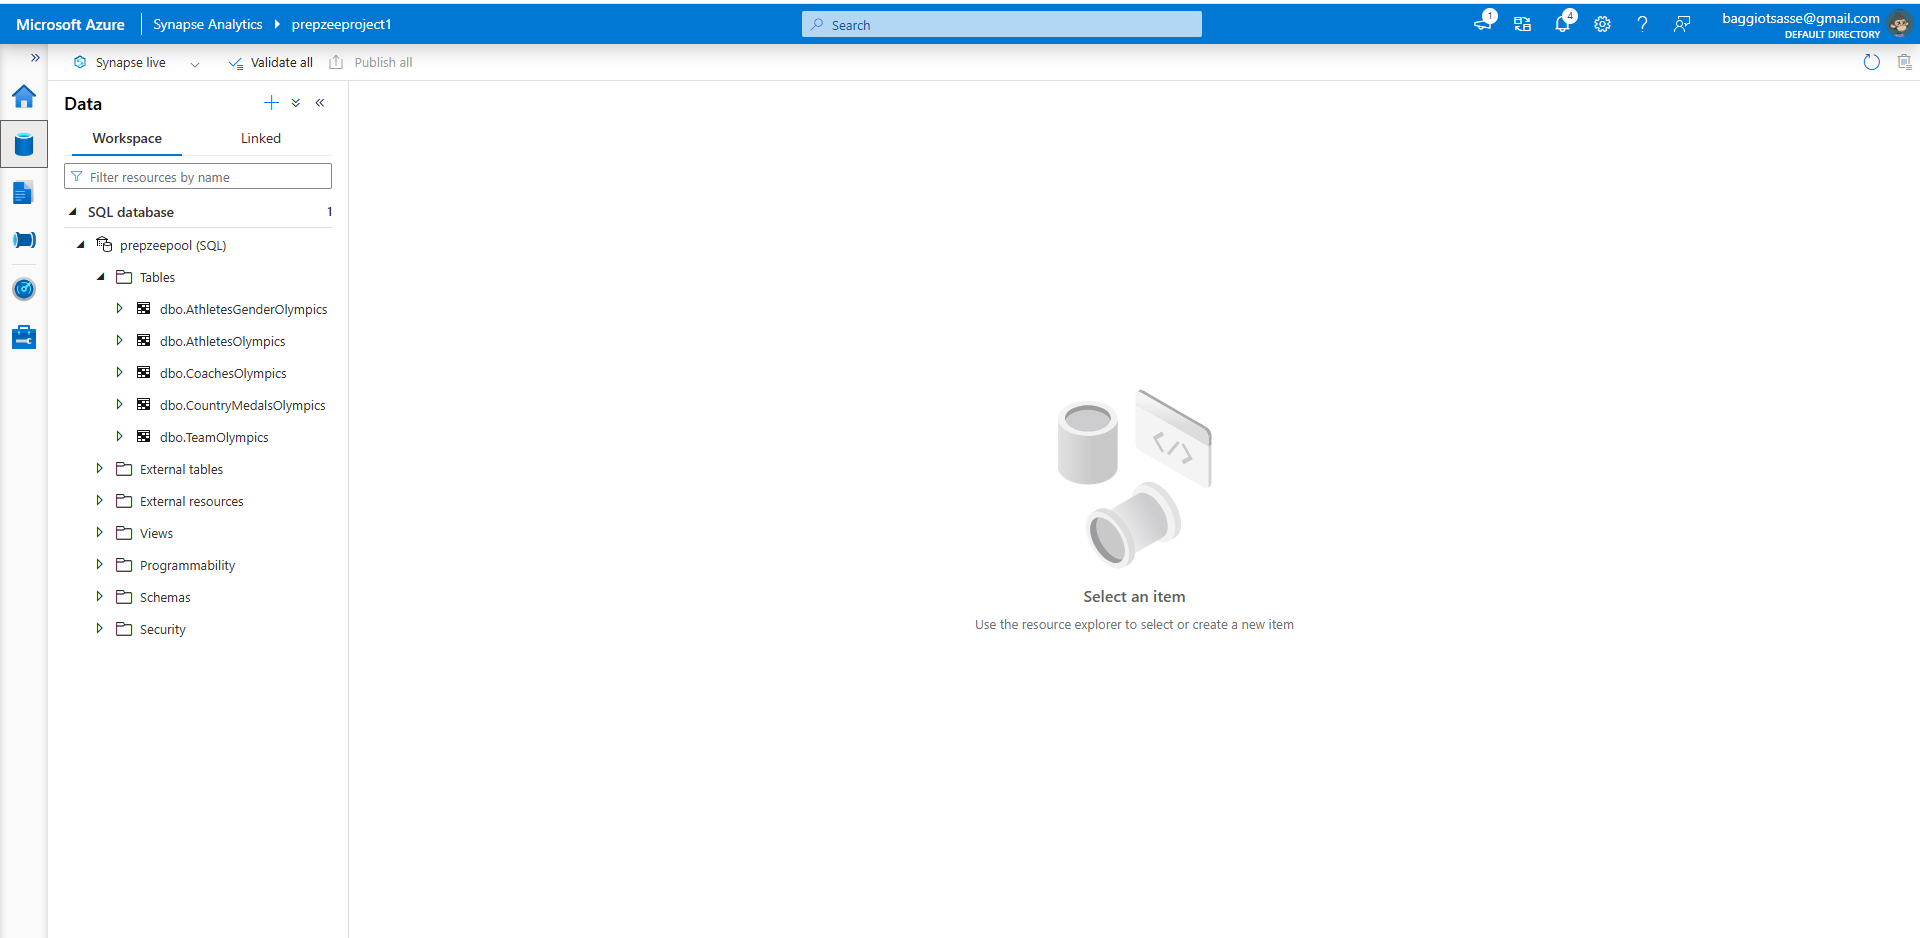 Microsoft Azure
Synapse Analytics
prepzeeproject1
Search
1
4
baggiotsasse@gmail.com
DEFAULT DIRECTORY
Synapse live
Validate all
Publish all
Data
Workspace
Linked
Filter resources by name
SQL database
1
prepzeepool (SQL)
Tables
dbo.AthletesGenderOlympics
dbo.AthletesOlympics
dbo.CoachesOlympics
dbo.CountryMedalsOlympics
dbo.TeamOlympics
External tables
External resources
Views
Programmability
Schemas
Security
</>
Select an item
Use the resource explorer to select or create a new item